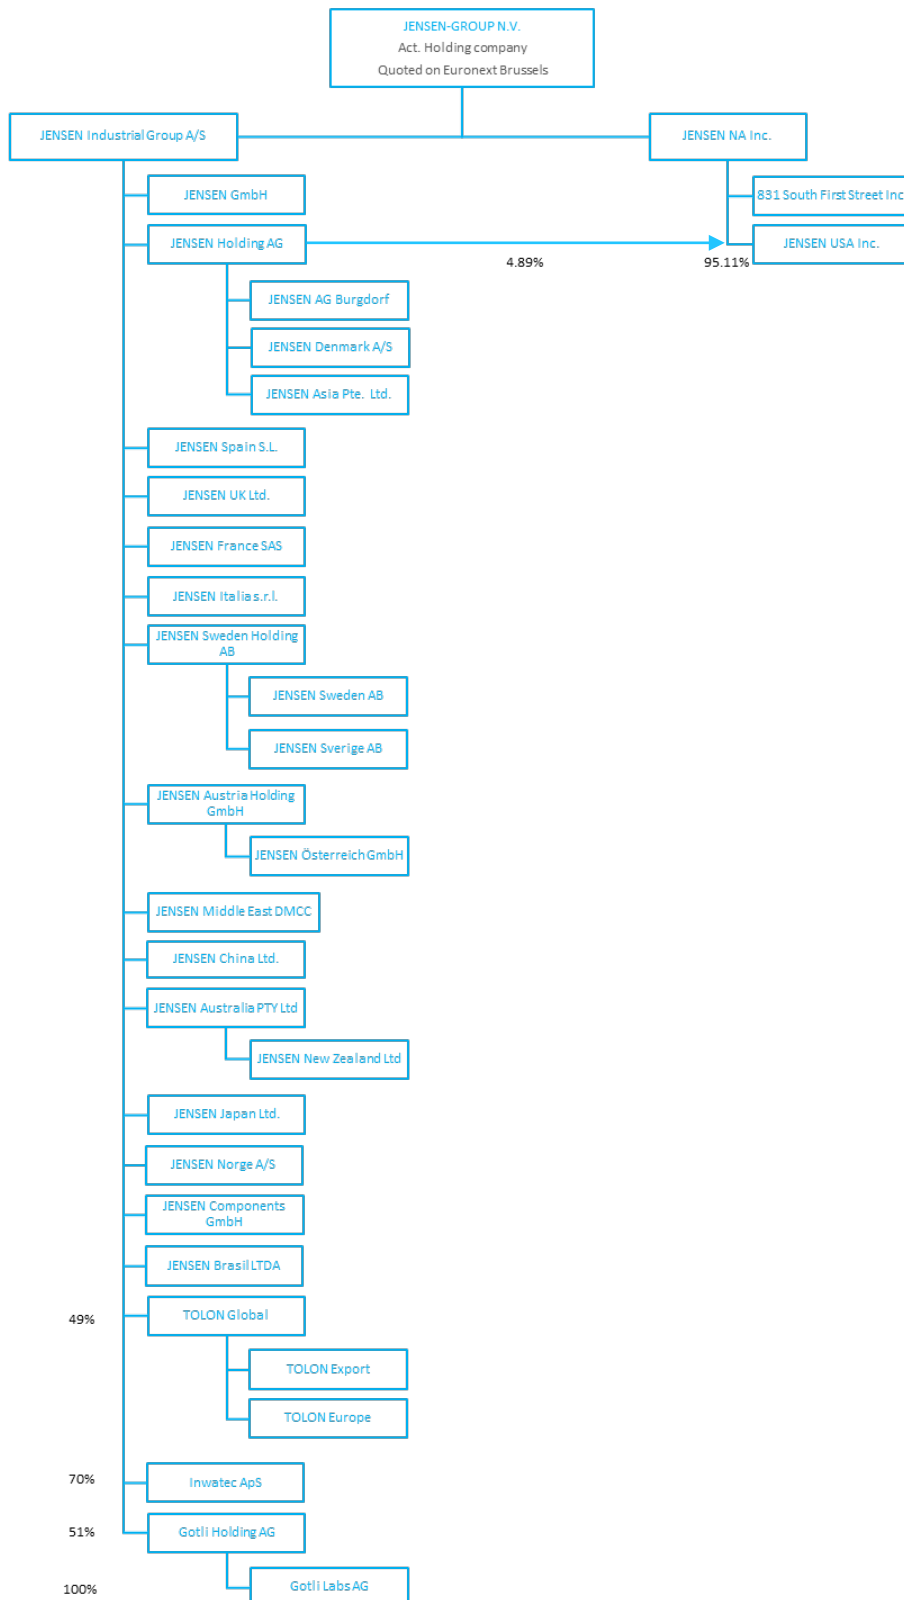 JENSEN-GROUP N.V.
Act. Holding company
Quoted on Euronext Brussels
JENSEN Industrial Group A/S
JENSEN NA Inc.
JENSEN GmbH
831 South First Street Inc
JENSEN Holding AG
JENSEN USA Inc.
4.89%
95.11%
JENSEN AG Burgdorf
JENSEN Denmark A/S
JENSEN Asia Pte. Ltd.
JENSEN Spain S.L.
JENSEN UK Ltd.
JENSEN France SAS
JENSEN Italia s.r.l.
JENSEN Sweden Holding
AB
JENSEN Sweden AB
JENSEN Sverige AB
JENSEN Austria Holding
GmbH
JENSEN Österreich GmbH
JENSEN Middle East DMCC
JENSEN China Ltd.
JENSEN Australia PTY Ltd
JENSEN New Zealand Ltd
JENSEN Japan Ltd.
JENSEN Norge A/S
JENSEN Components
GmbH
JENSEN Brasil LTDA
49%
TOLON Global
TOLON Export
TOLON Europe
70%
Inwatec ApS
51%
Gotli Holding AG
100%
Gotli Labs AG